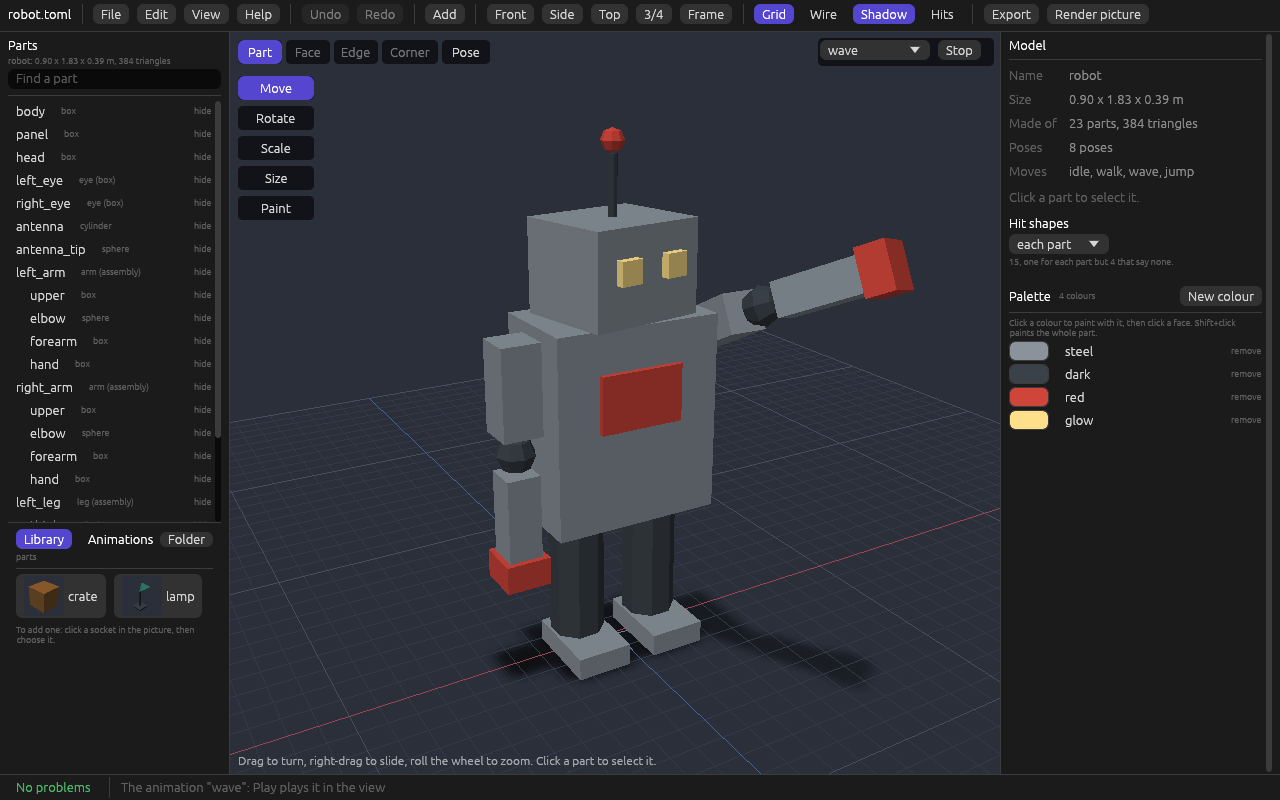 robot.toml File Edit View Help Undo Redo Add Front Side Top 3/4 Frame Grid Wire Shadow Hits Export Render picture
Parts
robot: 0.90 x 1.83 x 0.39 m, 384 triangles
Find a part
body box hide
panel box hide
head box hide
left_eye eye (box) hide
right_eye eye (box) hide
antenna cylinder hide
antenna_tip sphere hide
left_arm arm (assembly) hide
upper box hide
elbow sphere hide
forearm box hide
hand box hide
right_arm arm (assembly) hide
upper box hide
elbow sphere hide
forearm box hide
hand box hide
left_leg leg (assembly) hide
Library Animations Folder
parts
crate lamp
To add one: click a socket in the picture, then
choose it.
Part Face Edge Corner Pose
Move
Rotate
Scale
Size
Paint
wave Stop
Drag to turn, right-drag to slide, roll the wheel to zoom. Click a part to select it.
Model
Name robot
Size 0.90 x 1.83 x 0.39 m
Made of 23 parts, 384 triangles
Poses 8 poses
Moves idle, walk, wave, jump
Click a part to select it.
Hit shapes
each part
15, one for each part but 4 that say none.
Palette 4 colours New colour
Click a colour to paint with it, then click a face. Shift+click
paints the whole part.
steel remove
dark remove
red remove
glow remove
No problems The animation "wave": Play plays it in the view